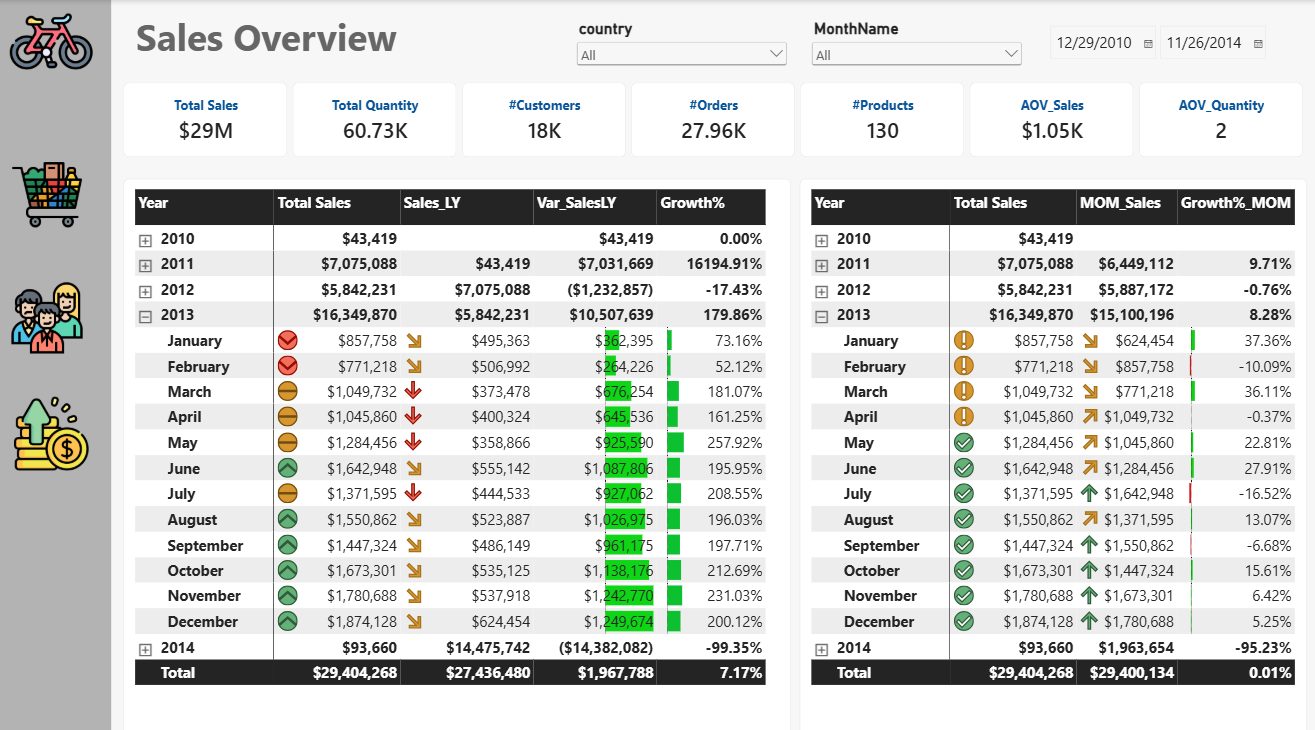 Sales Overview
country
All
MonthName
All
12/29/2010 11/26/2014
Total Sales
$29M
Total Quantity
60.73K
#Customers
18K
#Orders
27.96K
#Products
130
AOV_Sales
$1.05K
AOV_Quantity
2
Year Total Sales Sales_LY Var_SalesLY Growth%
2010 $43,419 $43,419 0.00%
2011 $7,075,088 $43,419 $7,031,669 16194.91%
2012 $5,842,231 $7,075,088 ($1,232,857) -17.43%
2013 $16,349,870 $5,842,231 $10,507,639 179.86%
January $857,758 $495,363 $362,395 73.16%
February $771,218 $506,992 $264,226 52.12%
March $1,049,732 $373,478 $676,254 181.07%
April $1,045,860 $400,324 $645,536 161.25%
May $1,284,456 $358,866 $925,590 257.92%
June $1,642,948 $555,142 $1,087,806 195.95%
July $1,371,595 $444,533 $927,062 208.55%
August $1,550,862 $523,887 $1,026,975 196.03%
September $1,447,324 $486,149 $961,175 197.71%
October $1,673,301 $535,125 $1,138,176 212.69%
November $1,780,688 $537,918 $1,242,770 231.03%
December $1,874,128 $624,454 $1,249,674 200.12%
2014 $93,660 $14,475,742 ($14,382,082) -99.35%
Total $29,404,268 $27,436,480 $1,967,788 7.17%
Year Total Sales MOM_Sales Growth%_MOM
2010 $43,419
2011 $7,075,088 $6,449,112 9.71%
2012 $5,842,231 $5,887,172 -0.76%
2013 $16,349,870 $15,100,196 8.28%
January $857,758 $624,454 37.36%
February $771,218 $857,758 -10.09%
March $1,049,732 $771,218 36.11%
April $1,045,860 $1,049,732 -0.37%
May $1,284,456 $1,045,860 22.81%
June $1,642,948 $1,284,456 27.91%
July $1,371,595 $1,642,948 -16.52%
August $1,550,862 $1,371,595 13.07%
September $1,447,324 $1,550,862 -6.68%
October $1,673,301 $1,447,324 15.61%
November $1,780,688 $1,673,301 6.42%
December $1,874,128 $1,780,688 5.25%
2014 $93,660 $1,963,654 -95.23%
Total $29,404,268 $29,400,134 0.01%